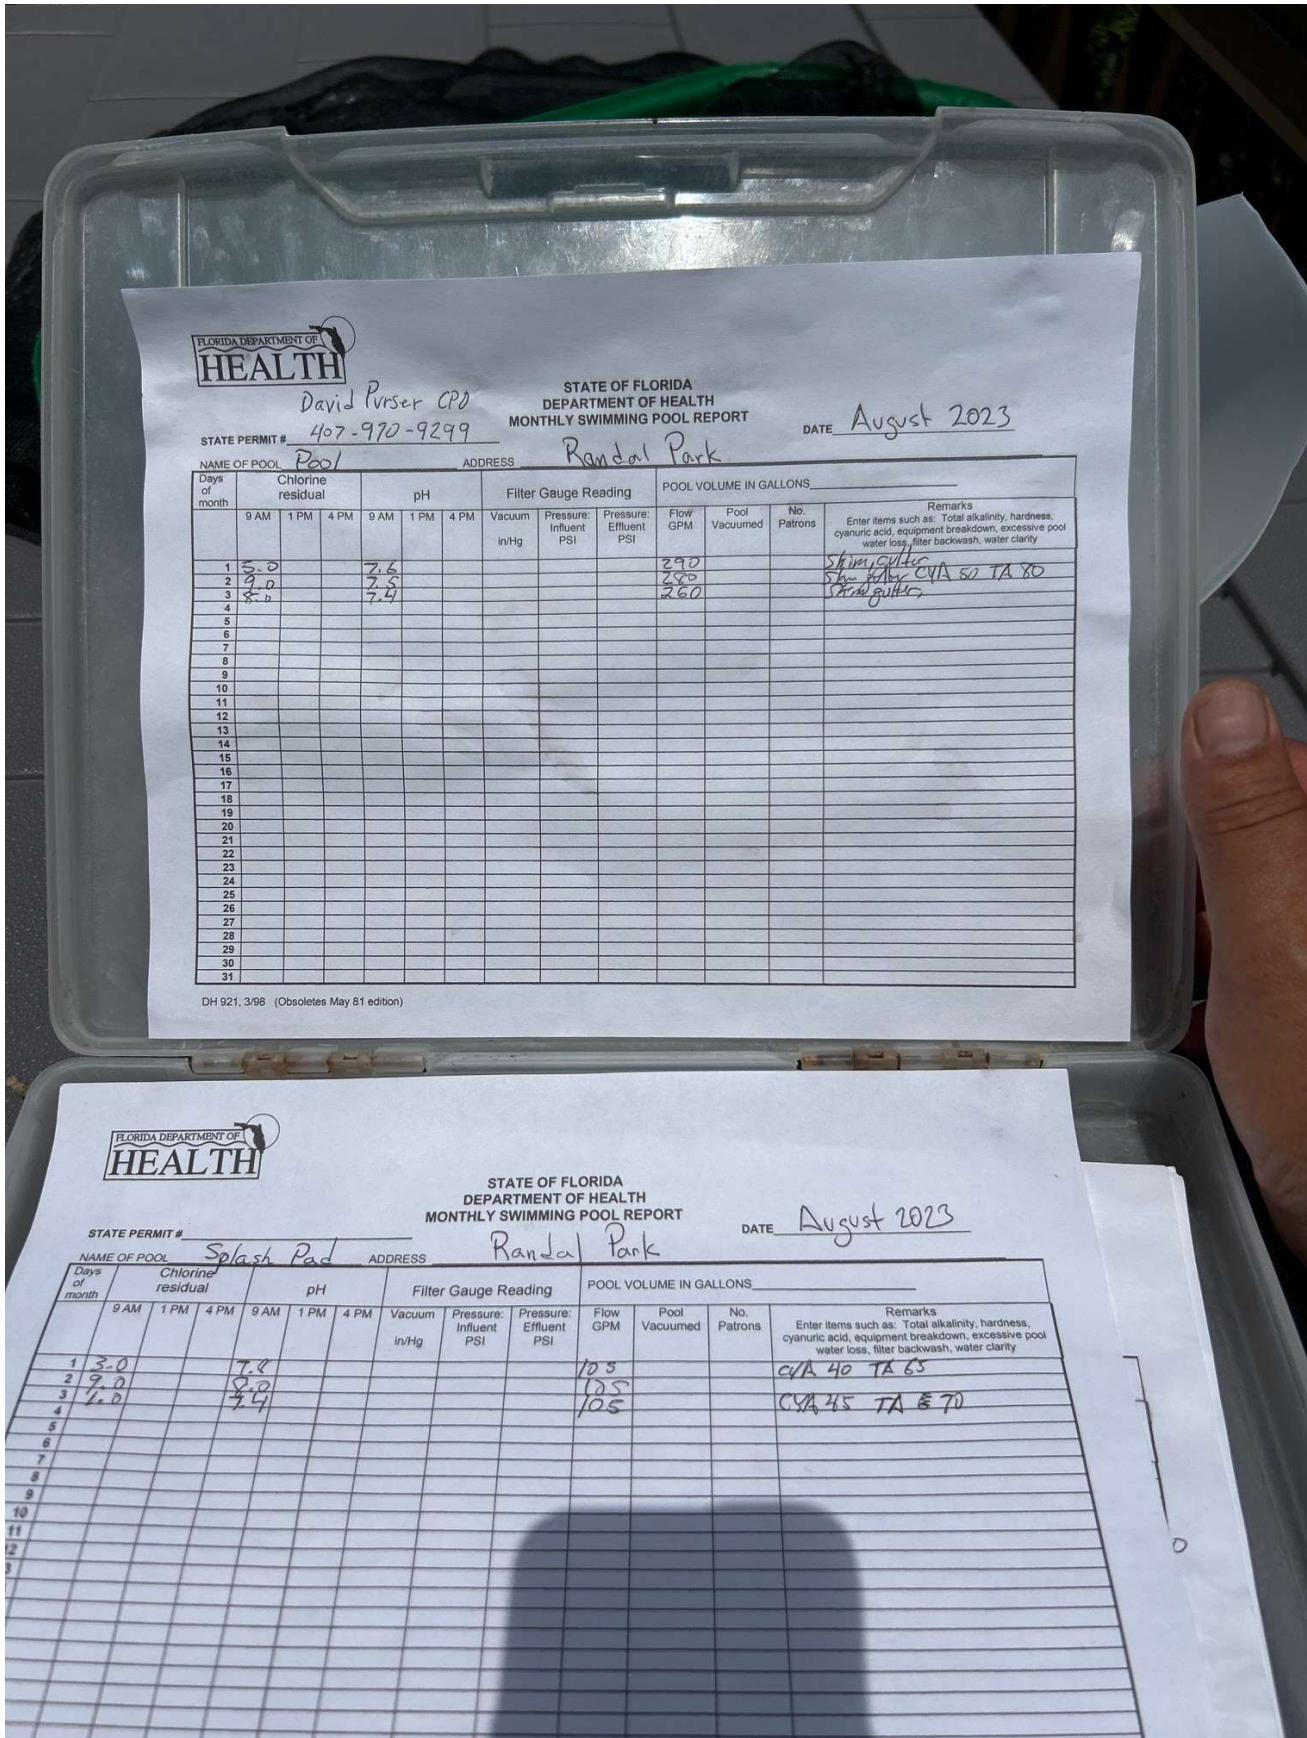 FLORIDA DEPARTMENT OF
HEALTH
David Purser CPO
STATE OF FLORIDA
DEPARTMENT OF HEALTH
MONTHLY SWIMMING POOL REPORT
STATE PERMIT # 407-970-9299
DATE August 2023
NAME OF POOL Pool ADDRESS Randal Park
Days of month Chlorine residual pH Filter Gauge Reading POOL VOLUME IN GALLONS
9 AM 1 PM 4 PM 9 AM 1 PM 4 PM Vacuum in/Hg Pressure: Influent PSI Pressure: Effluent PSI Flow GPM Pool Vacuumed No. Patrons Remarks
Enter items such as: Total alkalinity, hardness,
cyanuric acid, equipment breakdown, excessive pool
water loss, filter backwash, water clarity
1 5.0 7.6 290 Skim, gutter
2 9.0 7.5 280 CYA 50 TA 80
3 8.0 7.4 260 gutter
4
5
6
7
8
9
10
11
12
13
14
15
16
17
18
19
20
21
22
23
24
25
26
27
28
29
30
31
DH 921, 3/98 (Obsoletes May 81 edition)
FLORIDA DEPARTMENT OF
HEALTH
STATE OF FLORIDA
DEPARTMENT OF HEALTH
MONTHLY SWIMMING POOL REPORT
STATE PERMIT #
DATE August 2023
NAME OF POOL Splash Pad ADDRESS Randal Park
Days of month Chlorine residual pH Filter Gauge Reading POOL VOLUME IN GALLONS
9 AM 1 PM 4 PM 9 AM 1 PM 4 PM Vacuum in/Hg Pressure: Influent PSI Pressure: Effluent PSI Flow GPM Pool Vacuumed No. Patrons Remarks
Enter items such as: Total alkalinity, hardness,
cyanuric acid, equipment breakdown, excessive pool
water loss, filter backwash, water clarity
1 3.0 7.8 105 CYA 40 TA 65
2 9.0 8.0 105
3 7.4 105 CYA 45 TA 70
4
5
6
7
8
9
10
11